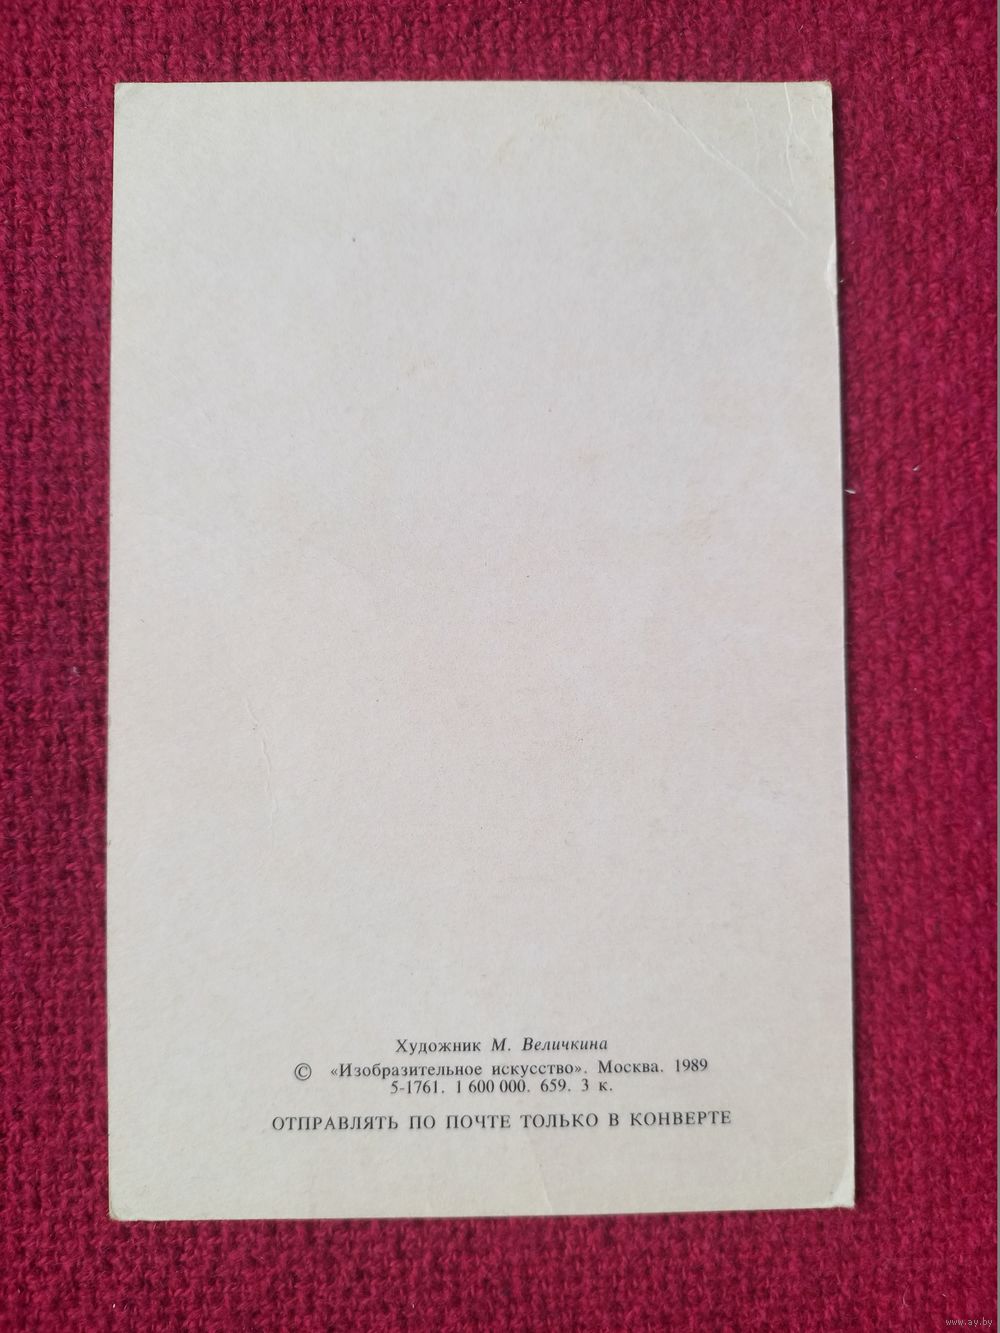 Художник М. Величкина
© «Изобразительное искусство». Москва. 1989
5-1761. 1 600 000. 659. 3 к.
ОТПРАВЛЯТЬ ПО ПОЧТЕ ТОЛЬКО В КОНВЕРТЕ
www.ay.by